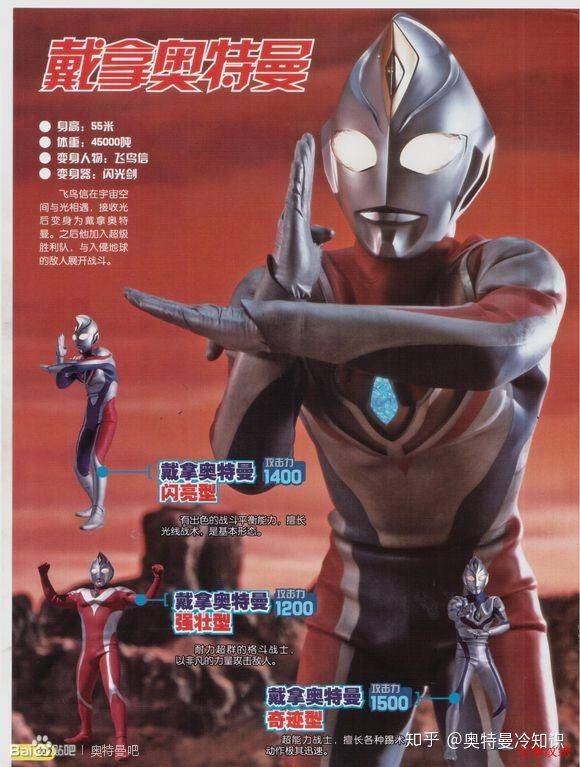 戴拿奥特曼
身高：55米
体重：45000吨
变身人物：飞鸟信
变身器：闪光剑
飞鸟信在宇宙空
间与光相遇，接收光
后变身为戴拿奥特
曼。之后他加入超级
胜利队，与入侵地球
的敌人展开战斗。
戴拿奥特曼
闪亮型
攻击力
1400
有出色的战斗平衡能力，擅长
光线战术，是基本形态。
戴拿奥特曼
强壮型
攻击力
1200
耐力超群的格斗战士，
以非凡的力量攻击敌人。
戴拿奥特曼
奇迹型
攻击力
1500
超能力战士，擅长各种踢术
动作极其迅速。
知乎 @奥特曼冷知识
Bai 贴吧 | 奥特曼吧